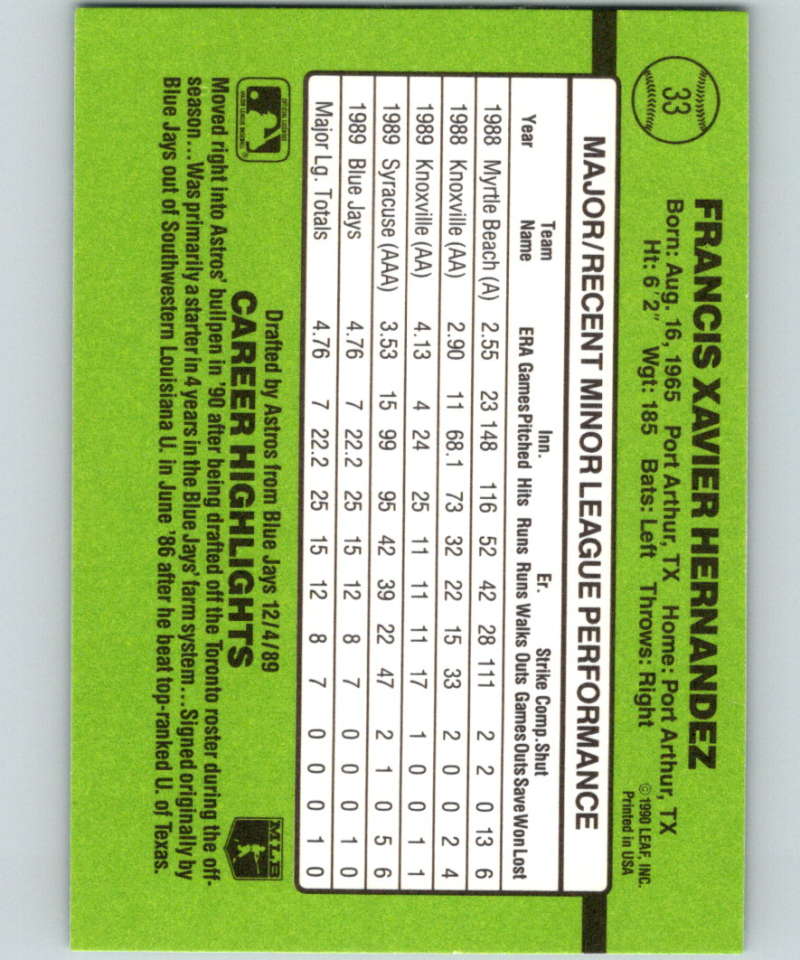 33
FRANCIS XAVIER HERNANDEZ
Born: Aug. 16, 1965 Port Arthur, TX Home: Port Arthur, TX
Ht: 6'2" Wgt: 185 Bats: Left Throws: Right
© 1990 LEAF, INC.
Printed in USA
MAJOR/RECENT MINOR LEAGUE PERFORMANCE
Team Inn. Er. Strike Comp. Shut
Year Name ERA Games Pitched Hits Runs Runs Walks Outs Games Outs Save Won Lost
1988 Myrtle Beach (A) 2.55 23 148 116 52 42 28 111 2 2 0 13 6
1988 Knoxville (AA) 2.90 11 68.1 73 32 22 15 33 2 0 0 2 4
1989 Knoxville (AA) 4.13 4 24 25 11 11 11 17 1 0 0 1 1
1989 Syracuse (AAA) 3.53 15 99 95 42 39 22 47 2 1 0 5 6
1989 Blue Jays 4.76 7 22.2 25 15 12 8 7 0 0 0 1 0
Major Lg. Totals 4.76 7 22.2 25 15 12 8 7 0 0 0 1 0
OFFICIAL LICENSEE
MAJOR LEAGUE BASEBALL
Drafted by Astros from Blue Jays 12/4/89
CAREER HIGHLIGHTS
MLB
Moved right into Astros' bullpen in '90 after being drafted off the Toronto roster during the off-
season...Was primarily a starter in 4 years in the Blue Jays' farm system...Signed originally by
Blue Jays out of Southwestern Louisiana U. in June '86 after he beat top-ranked U. of Texas.